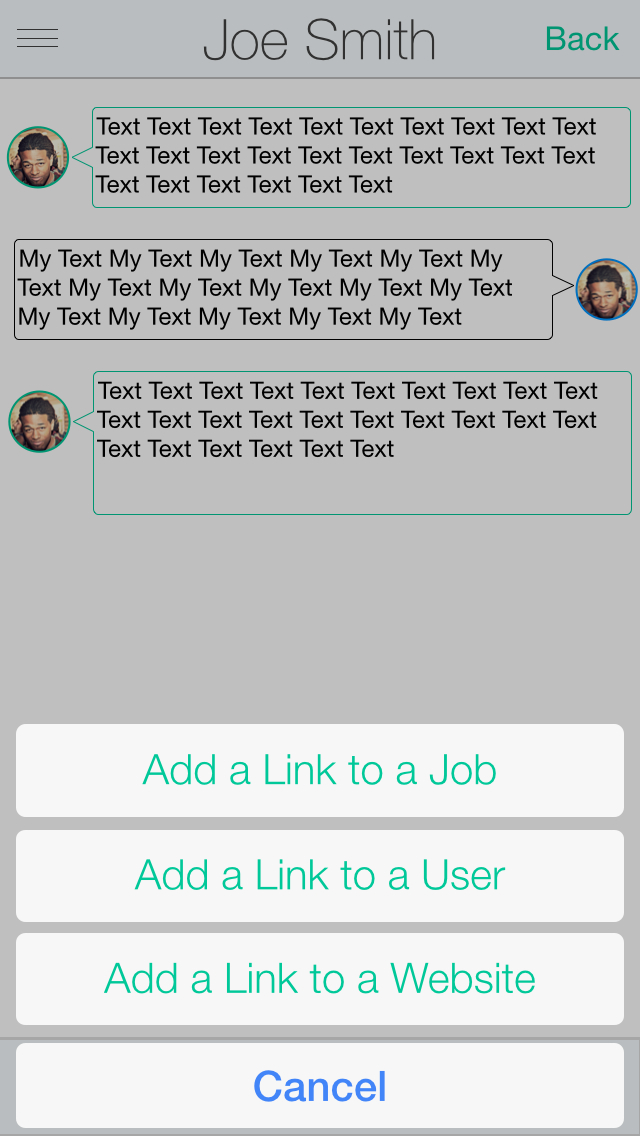 Joe Smith
Back
Text Text Text Text Text Text Text Text Text Text
Text Text Text Text Text Text Text Text Text Text
Text Text Text Text Text Text
My Text My Text My Text My Text My Text My
Text My Text My Text My Text My Text My Text
My Text My Text My Text My Text My Text
Text Text Text Text Text Text Text Text Text Text
Text Text Text Text Text Text Text Text Text Text
Text Text Text Text Text Text
Add a Link to a Job
Add a Link to a User
Add a Link to a Website
Cancel